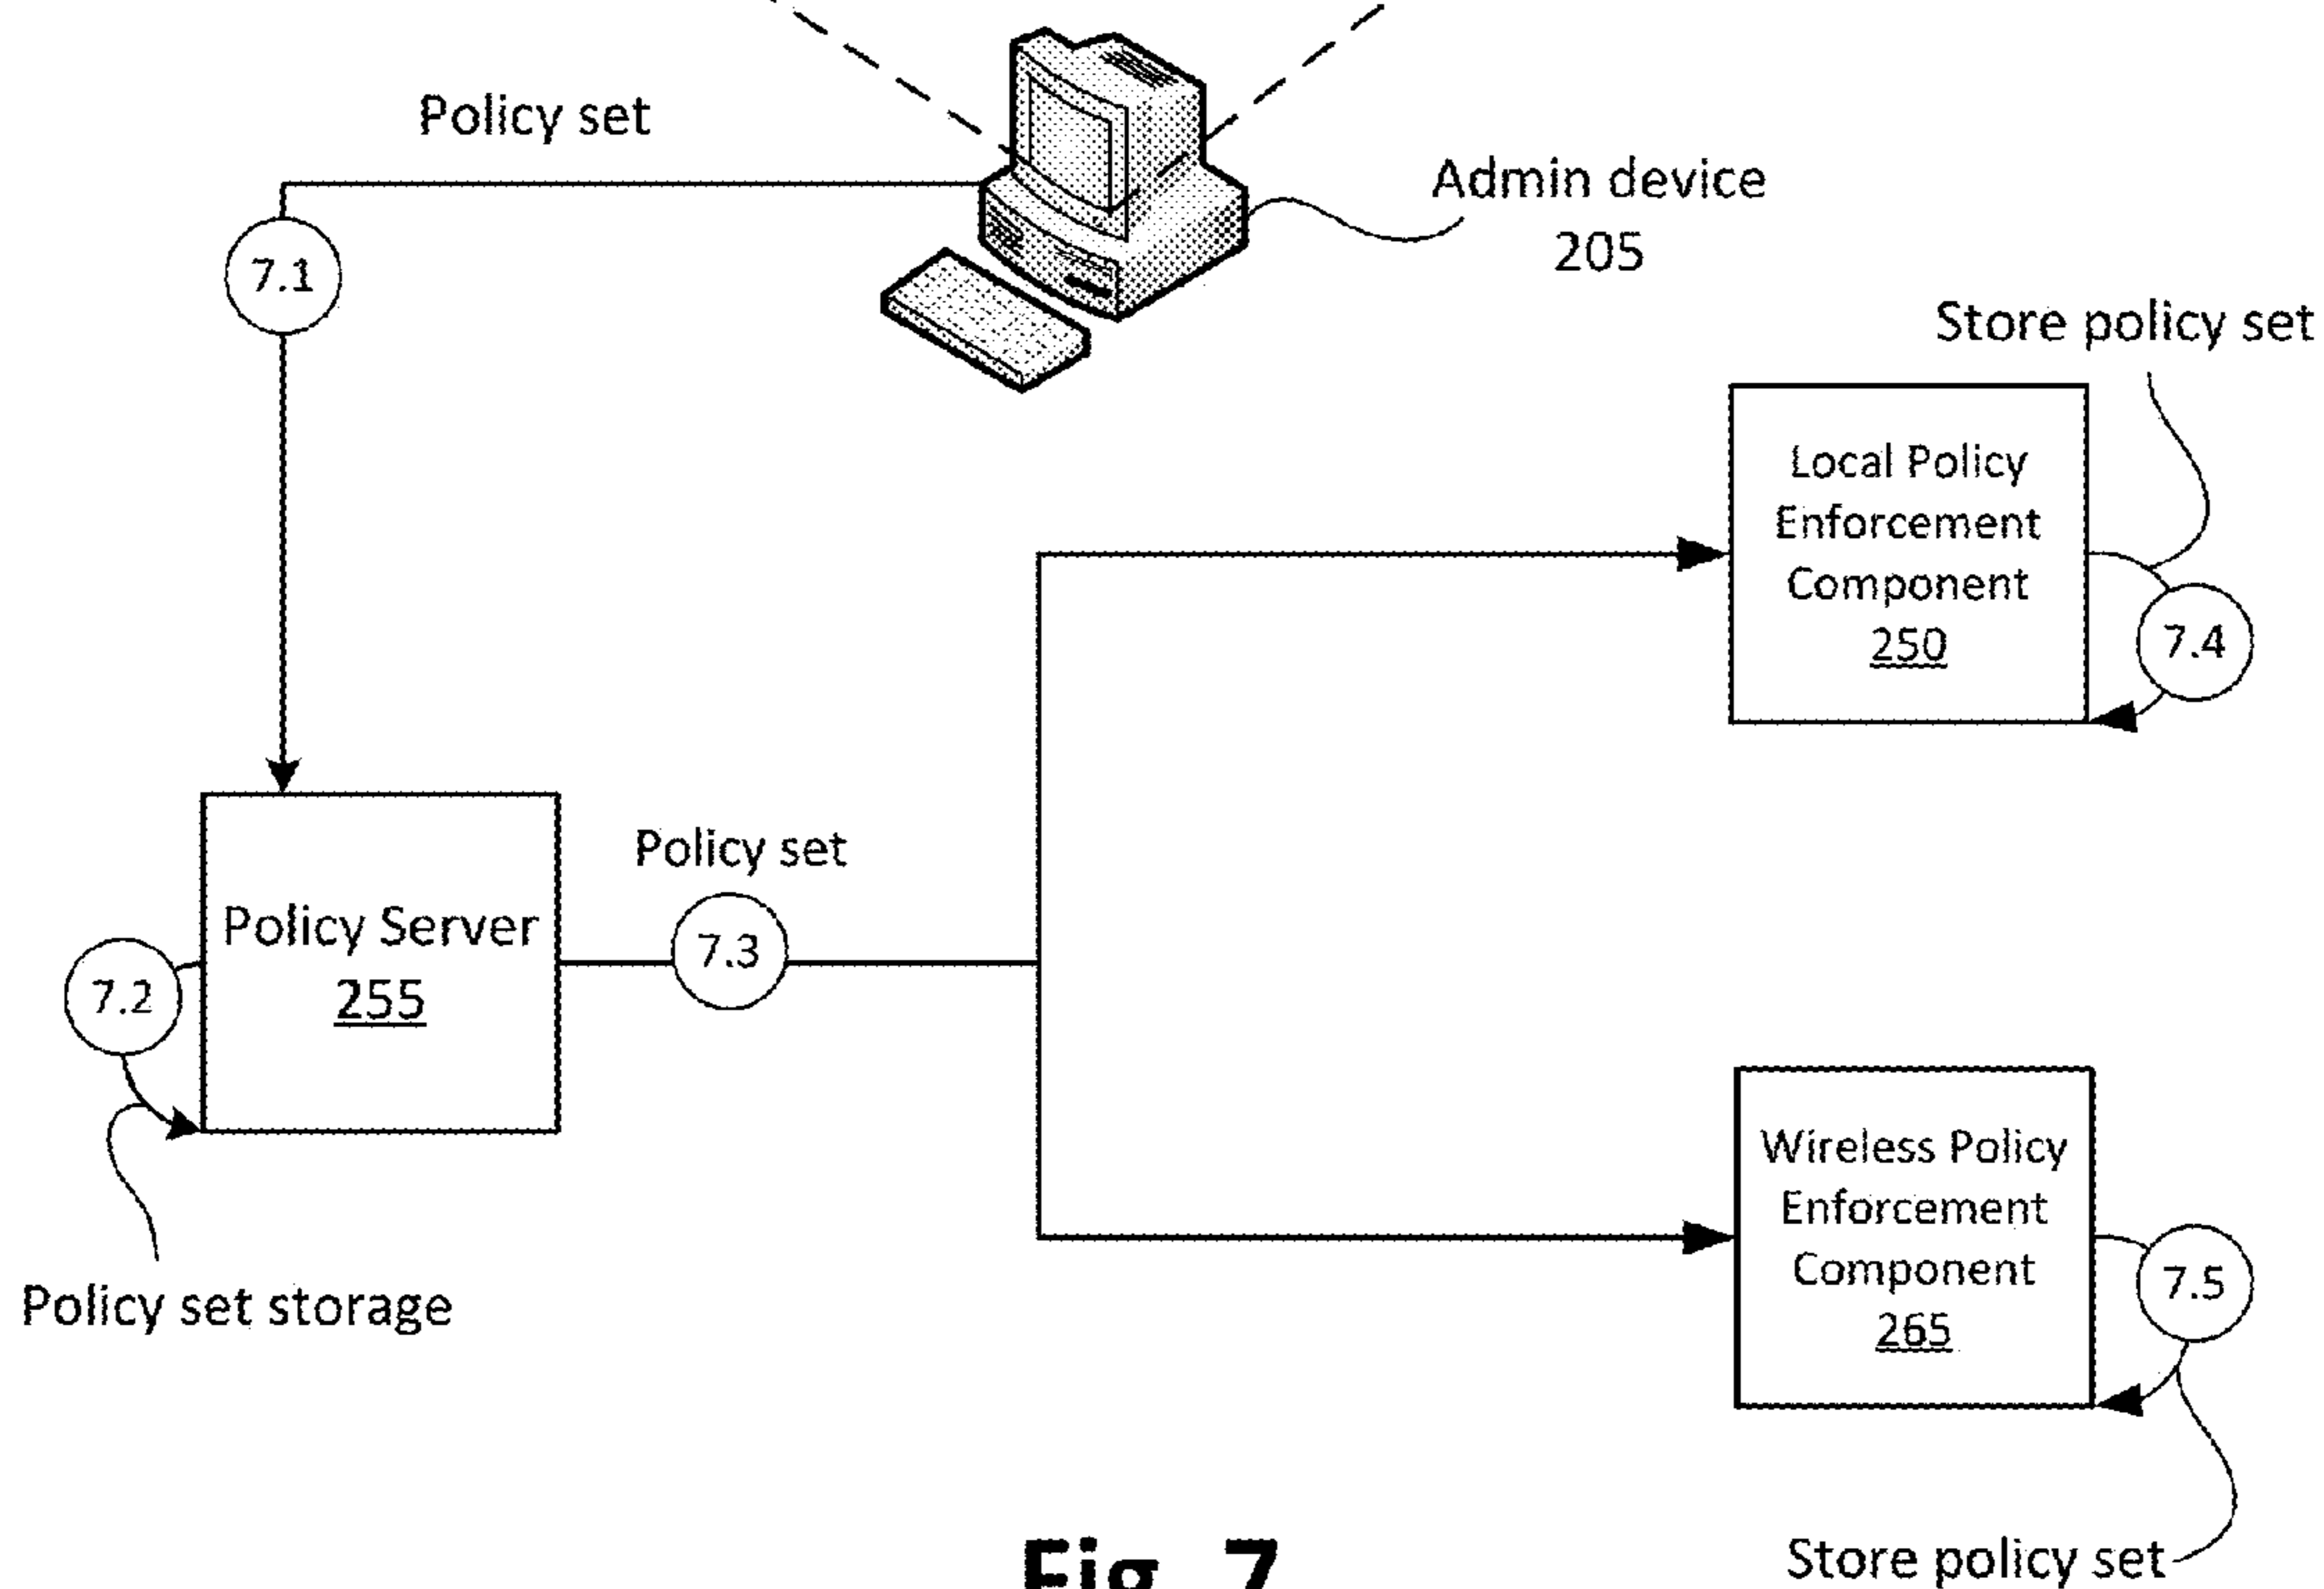 Policy set
7.1
Admin device
205
Store policy set
Local Policy
Enforcement
Component
250
7.4
Policy set
7.3
Policy Server
255
7.2
Policy set storage
Wireless Policy
Enforcement
Component
265
7.5
Store policy set
Fig. 7